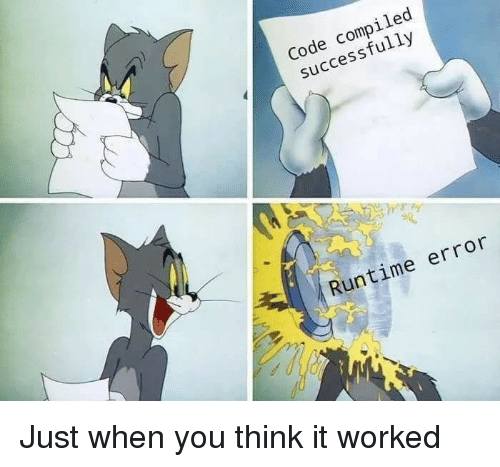 Code compiled
successfully
Runtime error
Just when you think it worked